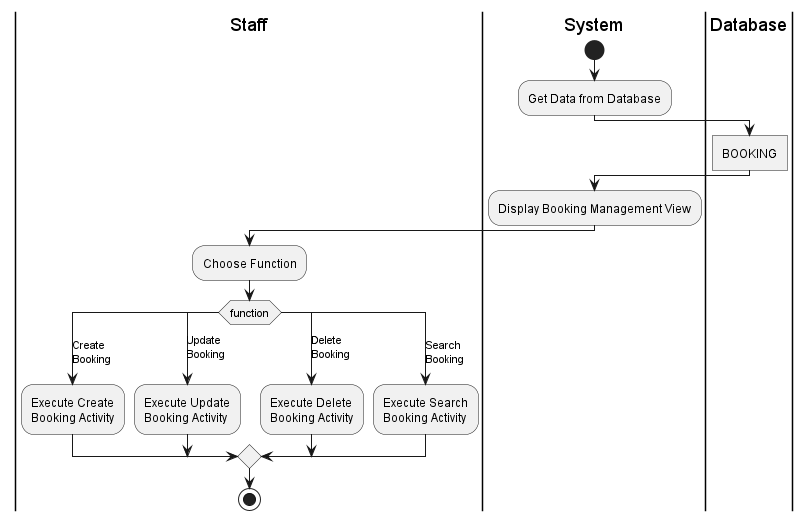 Staff
System
Database
Get Data from Database
BOOKING
Display Booking Management View
Choose Function
function
Create
Booking
Update
Booking
Delete
Booking
Search
Booking
Execute Create
Booking Activity
Execute Update
Booking Activity
Execute Delete
Booking Activity
Execute Search
Booking Activity